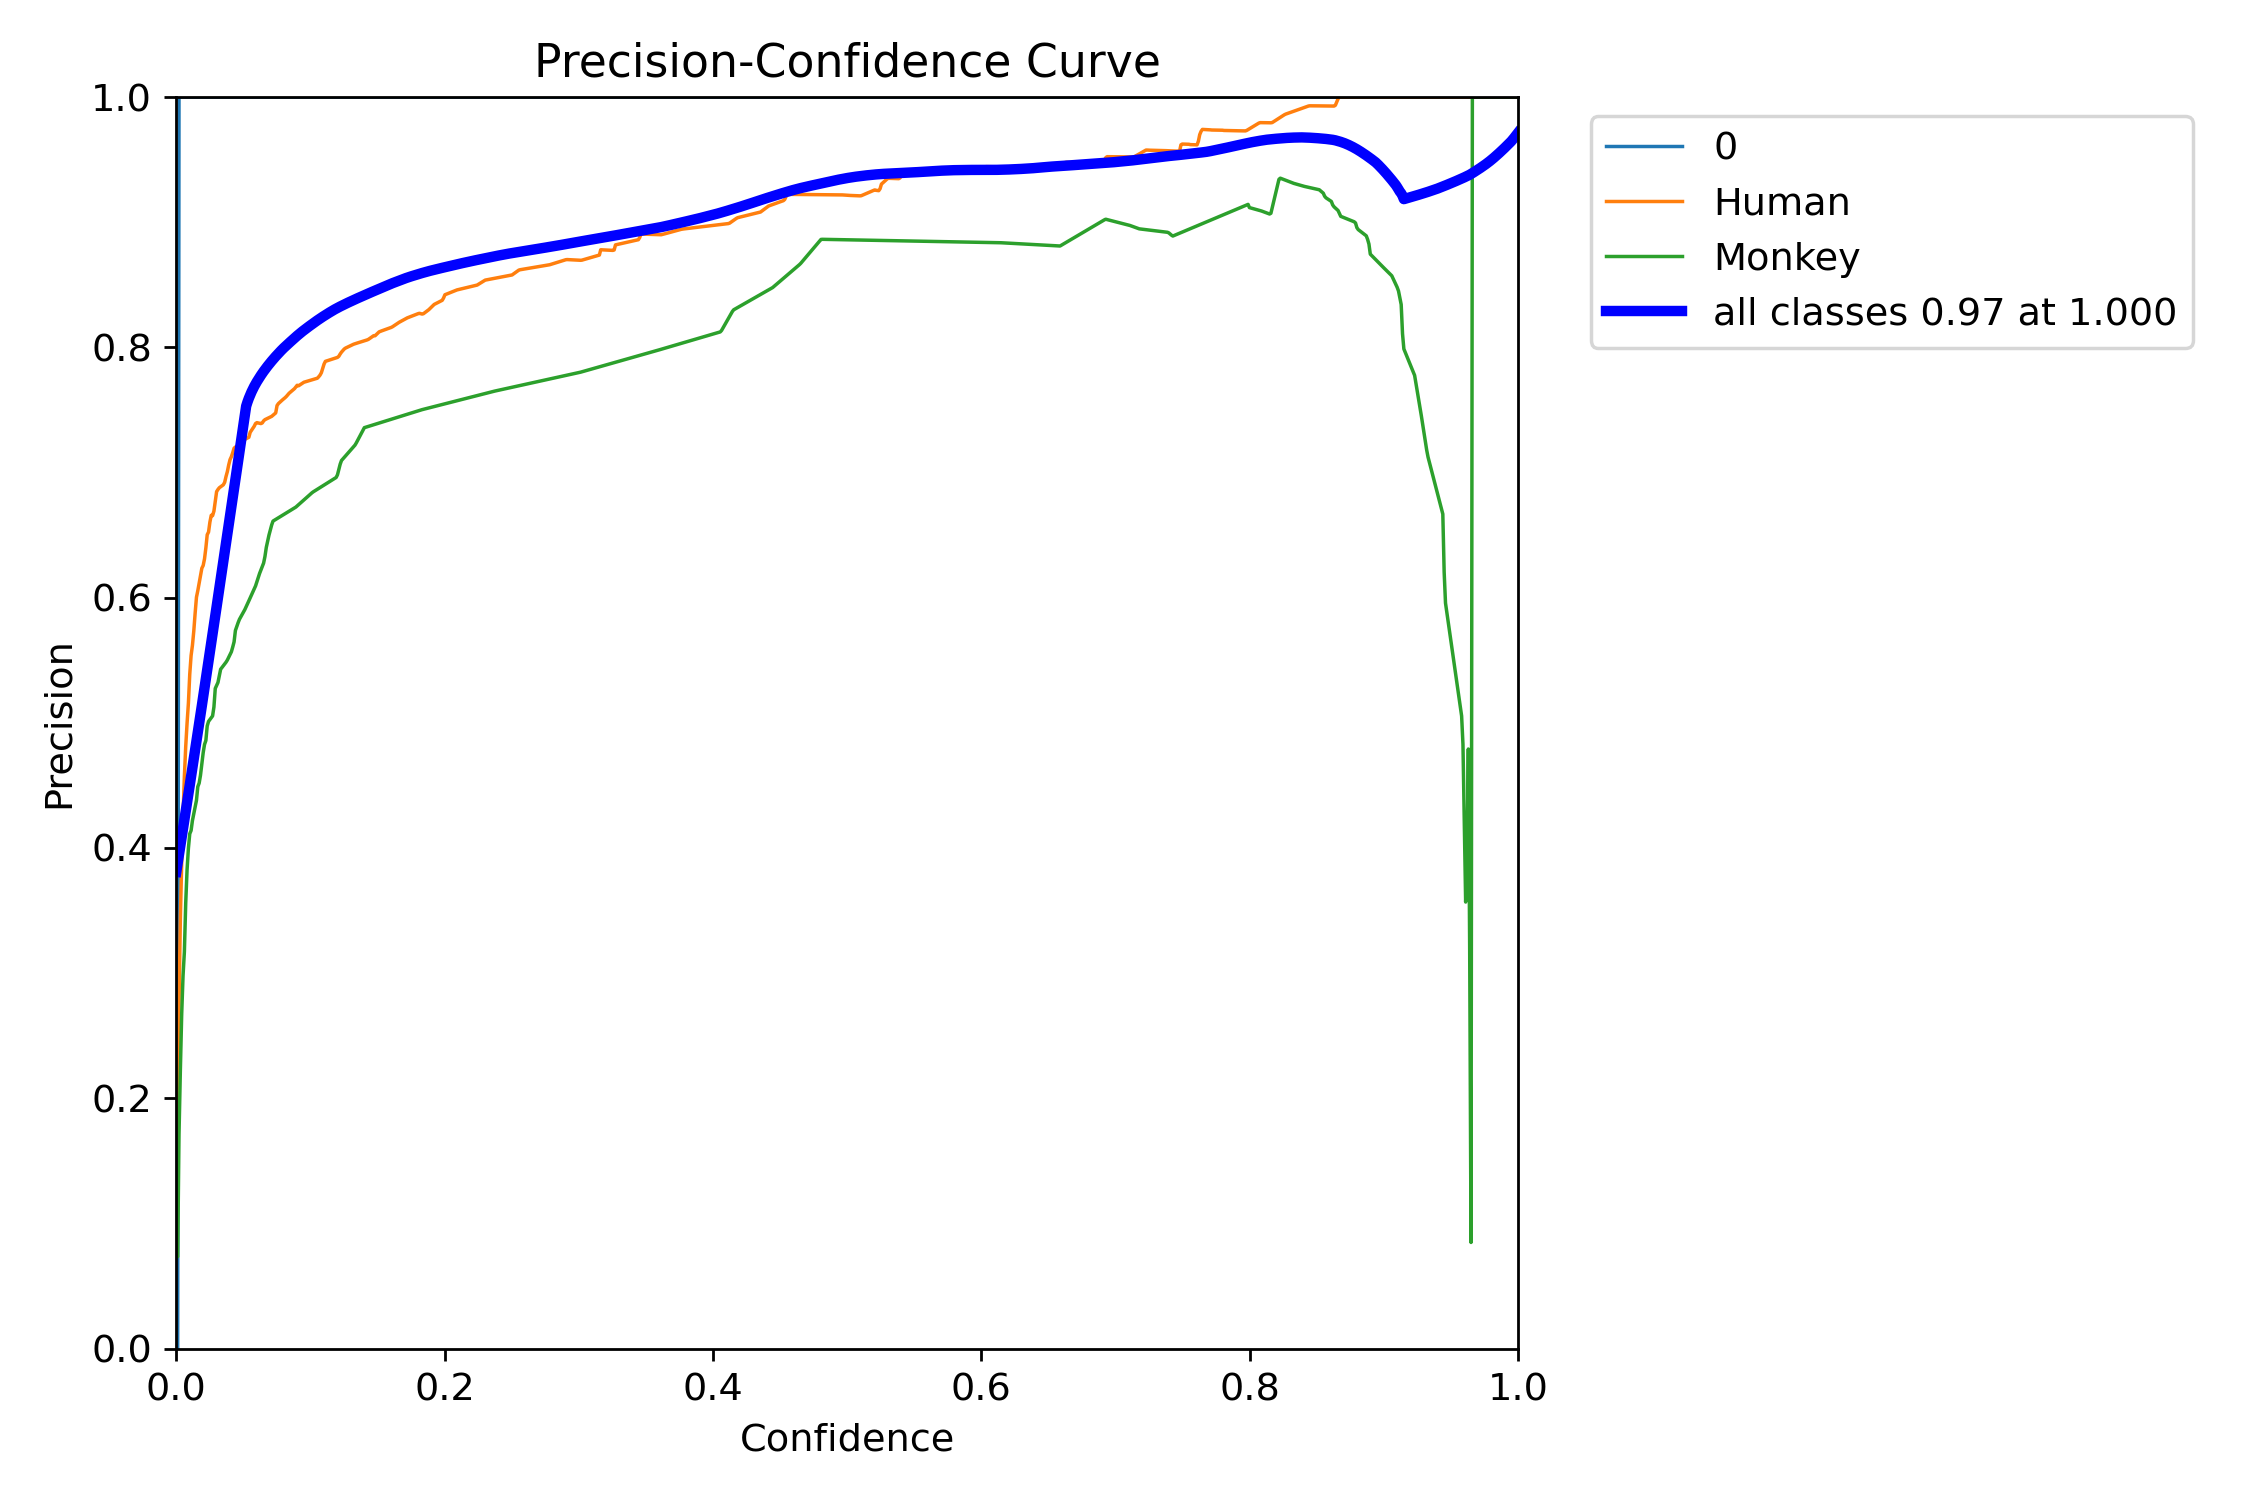 Precision-Confidence Curve
1.0
0.8
0.6
0.4
0.2
0.0
Precision
0.0 0.2 0.4 0.6 0.8 1.0
Confidence
0
Human
Monkey
all classes 0.97 at 1.000